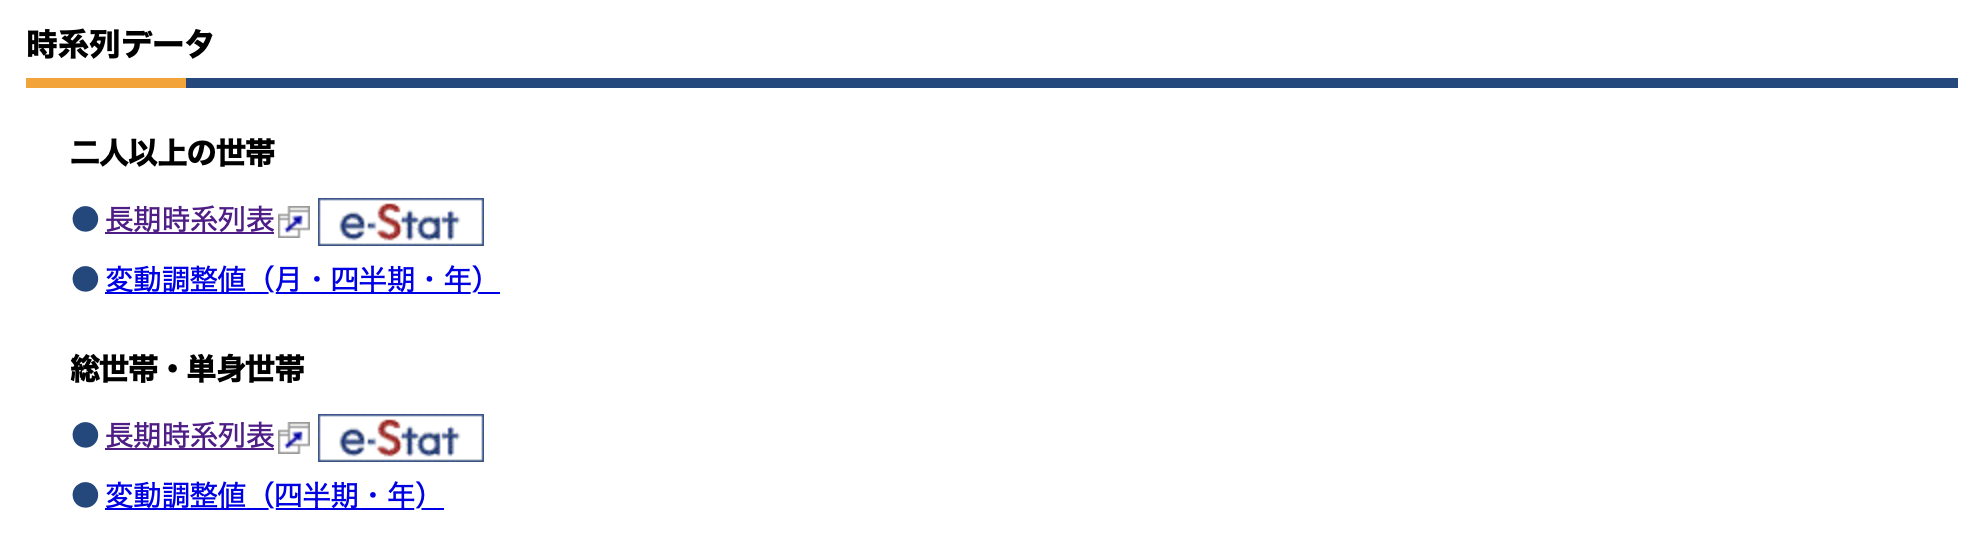 時系列データ
二人以上の世帯
長期時系列表 e-Stat
変動調整値（月・四半期・年）
総世帯・単身世帯
長期時系列表 e-Stat
変動調整値（四半期・年）